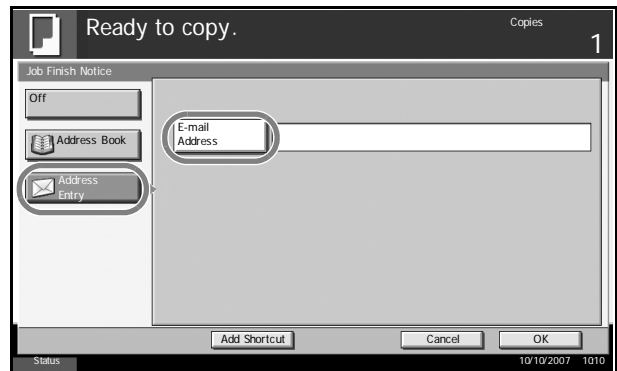 Ready to copy.
Copies
1
Job Finish Notice
Off
Address Book
Address
Entry
E-mail
Address
Add Shortcut
Cancel
OK
Status
10/10/2007 10:10